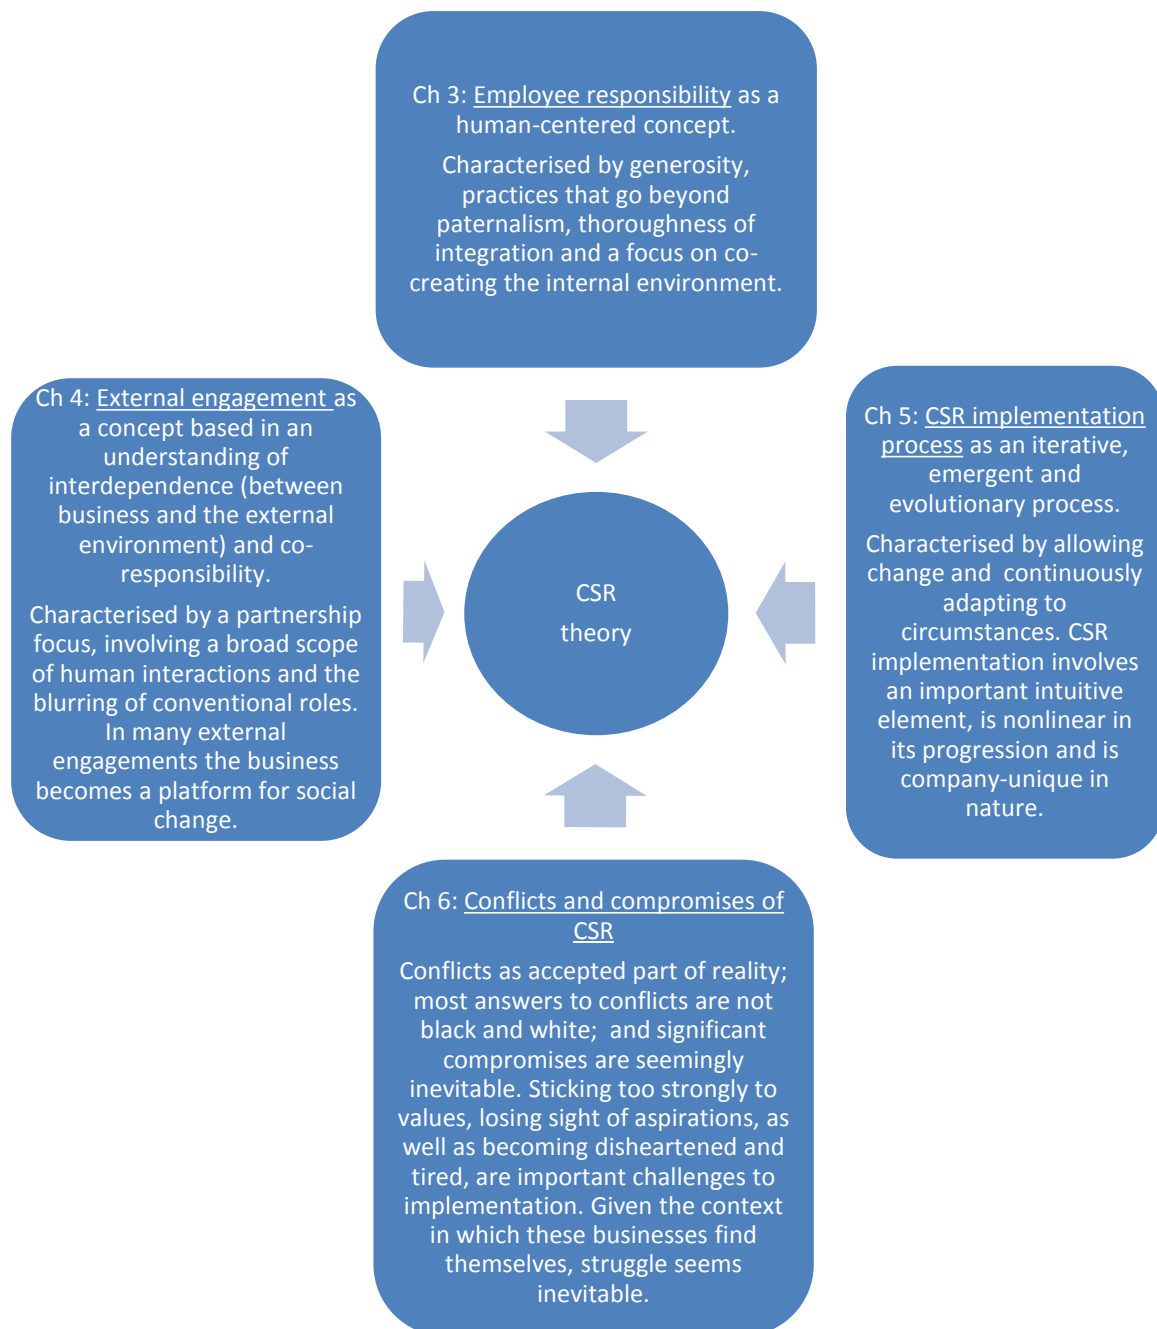 Ch 3: Employee responsibility as a
human-centered concept.
Characterised by generosity,
practices that go beyond
paternalism, thoroughness of
integration and a focus on co-
creating the internal environment.
Ch 4: External engagement as
a concept based in an
understanding of
interdependence (between
business and the external
environment) and co-
responsibility.
Characterised by a partnership
focus, involving a broad scope
of human interactions and the
blurring of conventional roles.
In many external
engagements the business
becomes a platform for social
change.
CSR
theory
Ch 5: CSR implementation
process as an iterative,
emergent and
evolutionary process.
Characterised by allowing
change and  continuously
adapting to
circumstances. CSR
implementation involves
an important intuitive
element, is nonlinear in
its progression and is
company-unique in
nature.
Ch 6: Conflicts and compromises of
CSR
Conflicts as accepted part of reality;
most answers to conflicts are not
black and white;  and significant
compromises are seemingly
inevitable. Sticking too strongly to
values, losing sight of aspirations, as
well as becoming disheartened and
tired, are important challenges to
implementation. Given the context
in which these businesses find
themselves, struggle seems
inevitable.